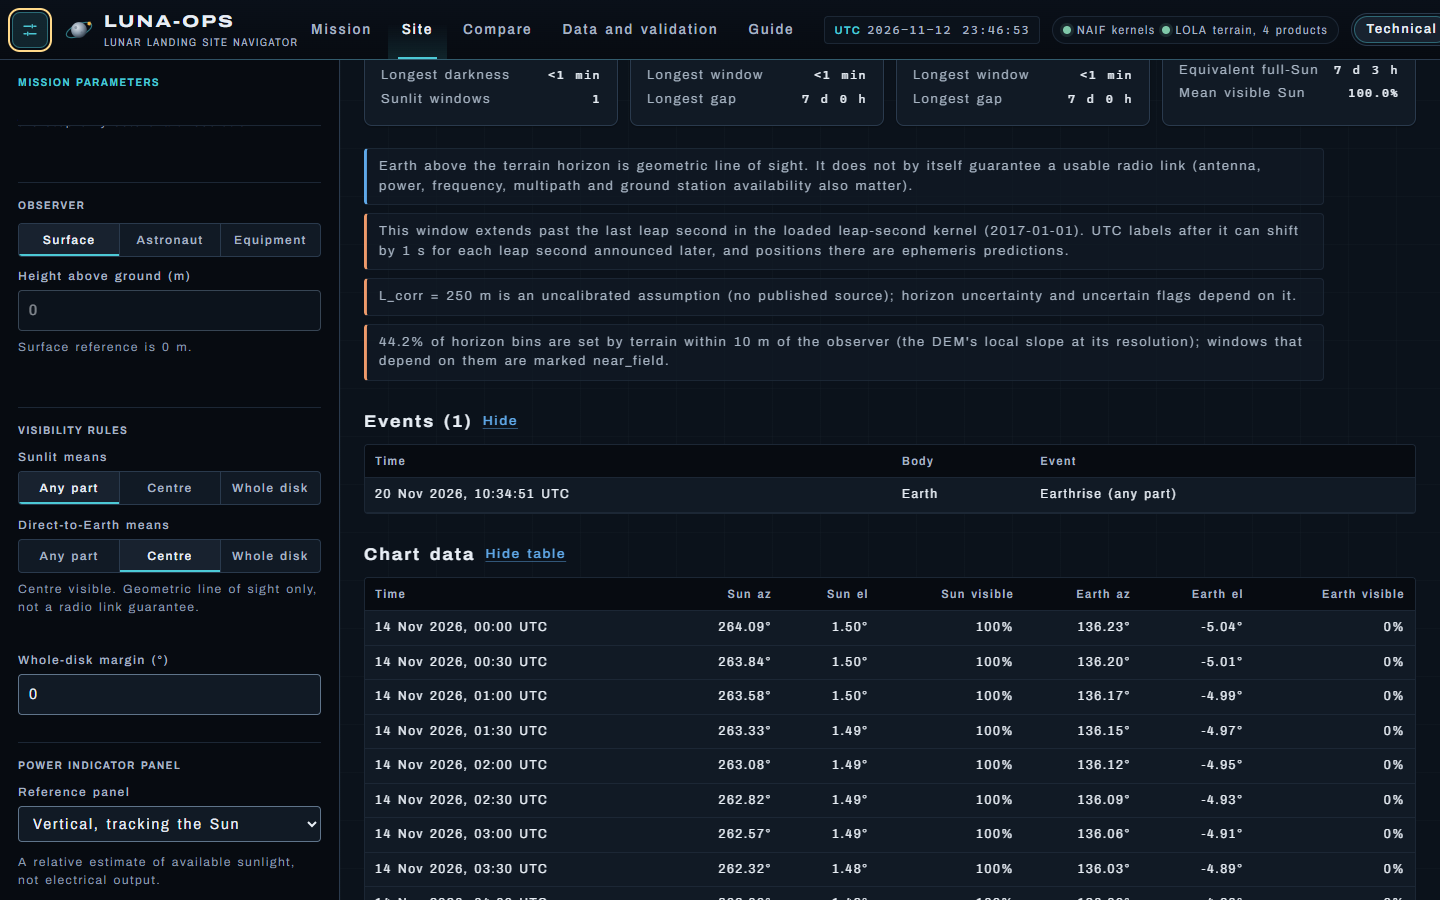 LUNA-OPS
LUNAR LANDING SITE NAVIGATOR
Mission
Site
Compare
Data and validation
Guide
UTC 2026-11-12 23:46:53
NAIF kernels
LOLA terrain, 4 products
Technical
MISSION PARAMETERS
OBSERVER
Surface
Astronaut
Equipment
Height above ground (m)
0
Surface reference is 0 m.
VISIBILITY RULES
Sunlit means
Any part
Centre
Whole disk
Direct-to-Earth means
Any part
Centre
Whole disk
Centre visible. Geometric line of sight only,
not a radio link guarantee.
Whole-disk margin (°)
0
POWER INDICATOR PANEL
Reference panel
Vertical, tracking the Sun
A relative estimate of available sunlight,
not electrical output.
Longest darkness <1 min
Sunlit windows 1
Longest window <1 min
Longest gap 7 d 0 h
Longest window <1 min
Longest gap 7 d 0 h
Equivalent full-Sun 7 d 3 h
Mean visible Sun 100.0%
Earth above the terrain horizon is geometric line of sight. It does not by itself guarantee a usable radio link (antenna,
power, frequency, multipath and ground station availability also matter).
This window extends past the last leap second in the loaded leap-second kernel (2017-01-01). UTC labels after it can shift
by 1 s for each leap second announced later, and positions there are ephemeris predictions.
L_corr = 250 m is an uncalibrated assumption (no published source); horizon uncertainty and uncertain flags depend on it.
44.2% of horizon bins are set by terrain within 10 m of the observer (the DEM's local slope at its resolution); windows that
depend on them are marked near_field.
Events (1) Hide
Time Body Event
20 Nov 2026, 10:34:51 UTC Earth Earthrise (any part)
Chart data Hide table
Time Sun az Sun el Sun visible Earth az Earth el Earth visible
14 Nov 2026, 00:00 UTC 264.09° 1.50° 100% 136.23° -5.04° 0%
14 Nov 2026, 00:30 UTC 263.84° 1.50° 100% 136.20° -5.01° 0%
14 Nov 2026, 01:00 UTC 263.58° 1.50° 100% 136.17° -4.99° 0%
14 Nov 2026, 01:30 UTC 263.33° 1.49° 100% 136.15° -4.97° 0%
14 Nov 2026, 02:00 UTC 263.08° 1.49° 100% 136.12° -4.95° 0%
14 Nov 2026, 02:30 UTC 262.82° 1.49° 100% 136.09° -4.93° 0%
14 Nov 2026, 03:00 UTC 262.57° 1.49° 100% 136.06° -4.91° 0%
14 Nov 2026, 03:30 UTC 262.32° 1.48° 100% 136.03° -4.89° 0%